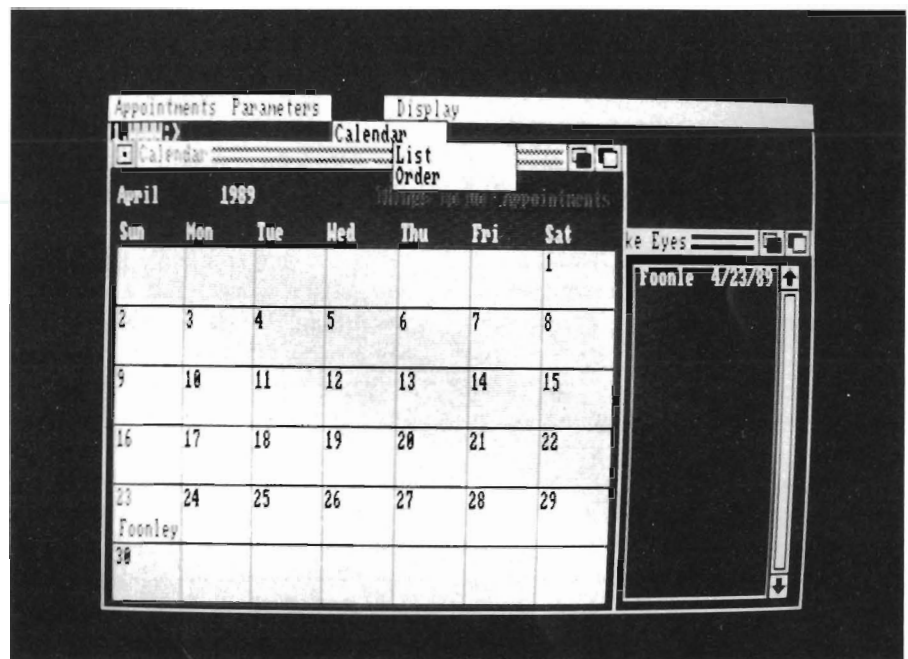 Appointments Parameters Display
Calendar
Calendar
List
Order
April 1989
Appointments
Sun Mon Tue Wed Thu Fri Sat
ke Eyes
1
Foonle 4/23/89
2 3 4 5 6 7 8
9 10 11 12 13 14 15
16 17 18 19 20 21 22
23 24 25 26 27 28 29
Foonley
30